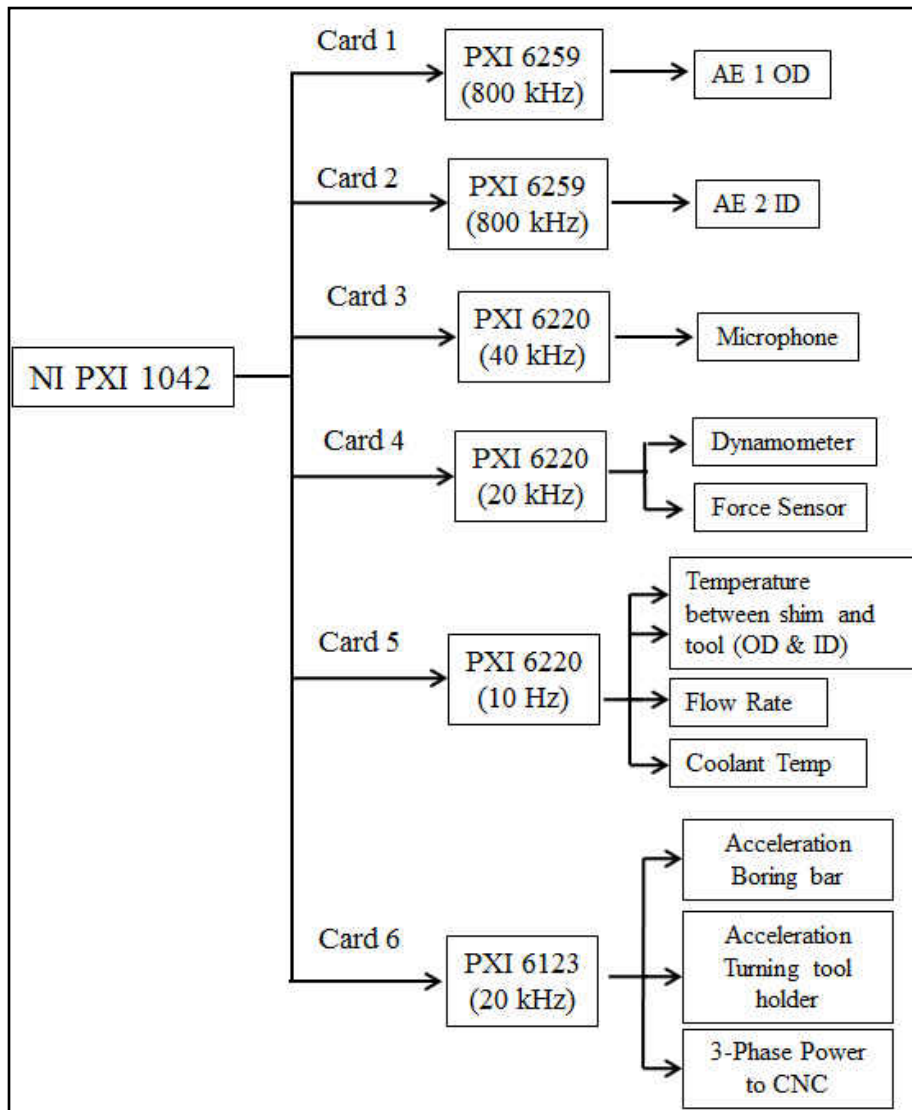 Card 1
PXI 6259
(800 kHz)
AE 1 OD
Card 2
PXI 6259
(800 kHz)
AE 2 ID
Card 3
PXI 6220
(40 kHz)
Microphone
NI PXI 1042
Card 4
PXI 6220
(20 kHz)
Dynamometer
Force Sensor
Card 5
PXI 6220
(10 Hz)
Temperature
between shim and
tool (OD & ID)
Flow Rate
Coolant Temp
Card 6
PXI 6123
(20 kHz)
Acceleration
Boring bar
Acceleration
Turning tool
holder
3-Phase Power
to CNC